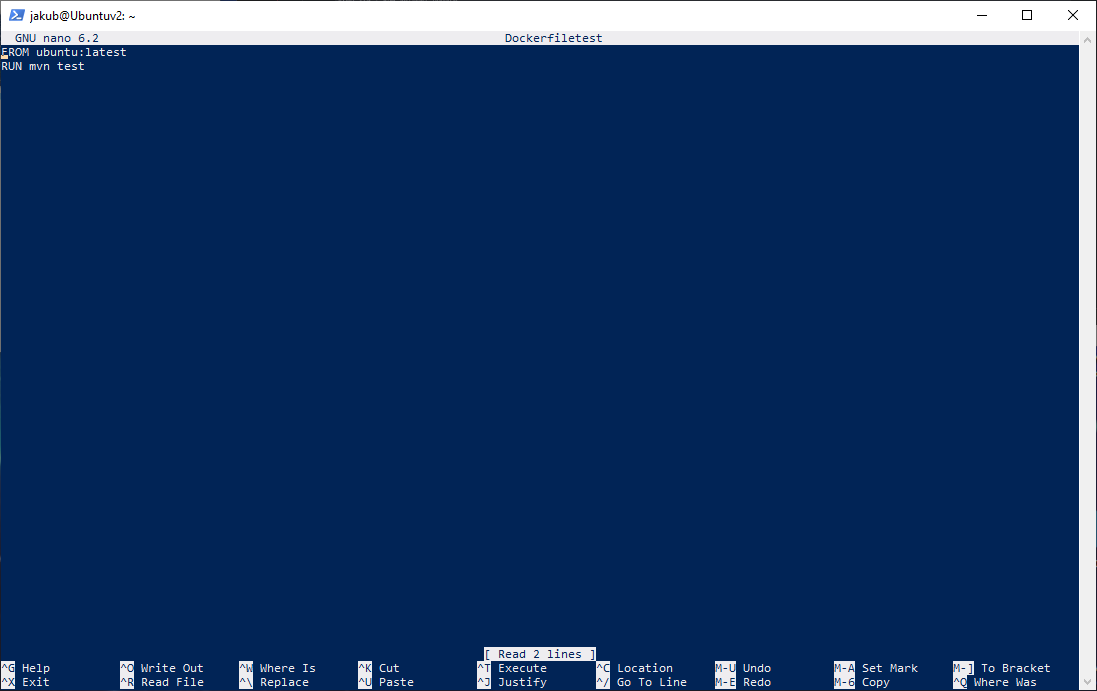 jakub@Ubuntuv2: ~
GNU nano 6.2 Dockerfiletest
FROM ubuntu:latest
RUN mvn test
[ Read 2 lines ]
^G Help ^O Write Out ^W Where Is ^K Cut ^T Execute ^C Location M-U Undo M-A Set Mark M-] To Bracket
^X Exit ^R Read File ^\ Replace ^U Paste ^J Justify ^/ Go To Line M-E Redo M-6 Copy ^Q Where Was